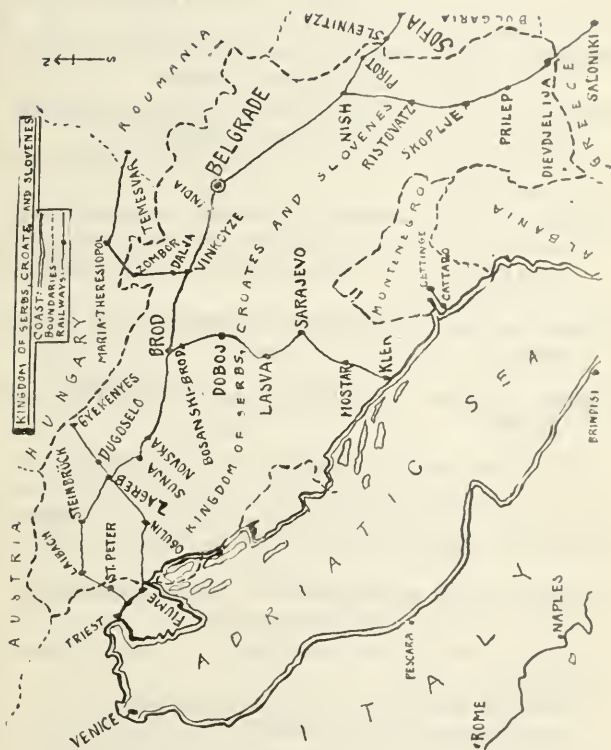 KINGDOM OF SERBS, CROATE, AND SLOVENES
COAST:
BOUNDARIES
RAILWAYS:
N
S
AUSTRIA
HUNGARY
ROUMANIA
BULGARIA
GREECE
ALBANIA
MONTENEGRO
KINGDOM OF SERBS, CROATES AND SLOVENES
ADRIATIC SEA
ITALY
VENICE
TRIEST
FIUME
ST. PETER
LAIBACH
STEINBRÜCK
ZAGREB
OGULIN
DUGOSELO
GYEKENYES
SUNJA
NOVSKA
BROD
BOSANSKI-BROD
DOBOJ
LASVA
SARAJEVO
MOSTAR
KLEK
MARIA-THERESIOPOL
TEMESVAR
ZOMBOR
DALJA
VINKOVZE
INDIA
BELGRADE
NISH
PIROT
SLEVNITZA
SOFIA
RISTOVATZ
SKOPLJE
PRILEP
DIEVDJELIJA
SALONIKI
CETTINGE
CATTARO
BRINDISI
PESCARA
NAPLES
ROME